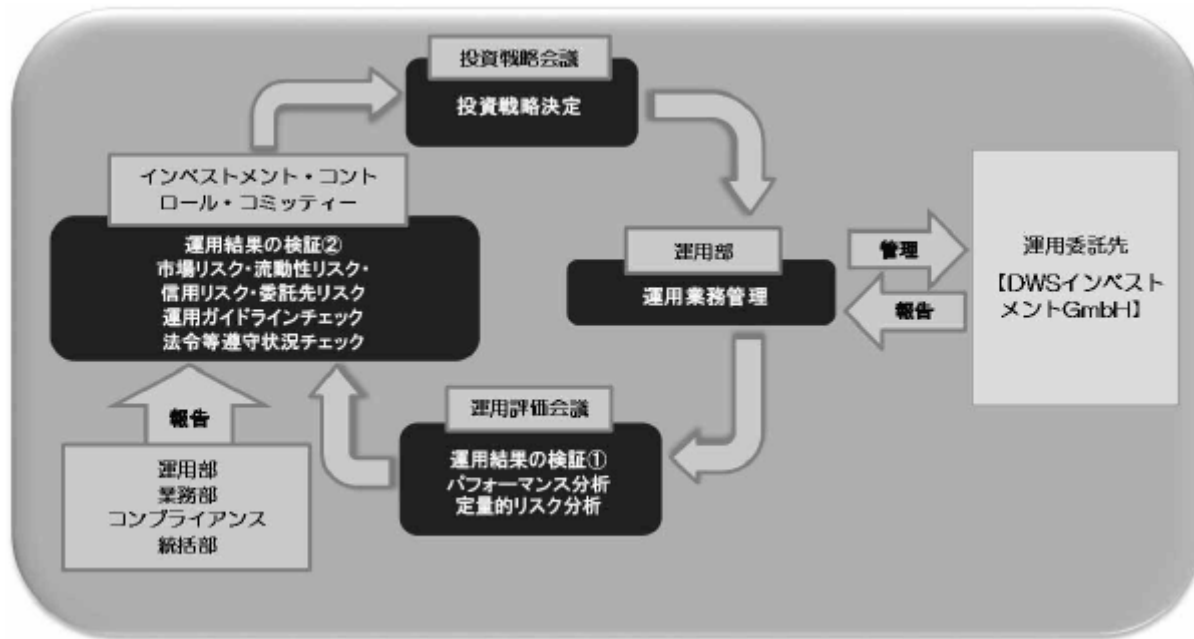 投資戦略会議
投資戦略決定
インベストメント・コント
ロール・コミッティー
運用結果の検証②
市場リスク・流動性リスク・
信用リスク・委託先リスク
運用ガイドラインチェック
法令等遵守状況チェック
運用部
運用業務管理
管理
報告
運用委託先
【DWSインベスト
メントGmbH】
運用評価会議
運用結果の検証①
パフォーマンス分析
定量的リスク分析
報告
運用部
業務部
コンプライアンス
統括部